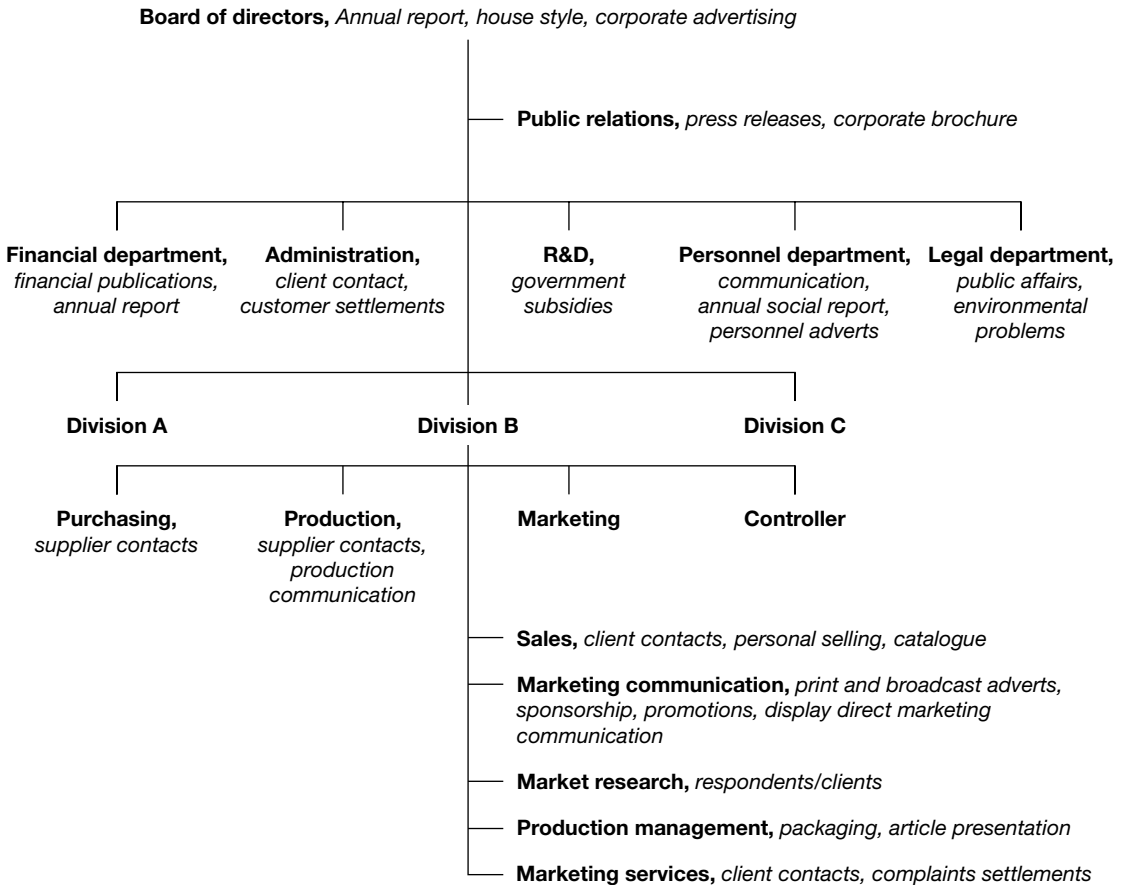 Board of directors, Annual report, house style, corporate advertising
Public relations, press releases, corporate brochure
Financial department,
financial publications,
annual report
Administration,
client contact,
customer settlements
R&D,
government
subsidies
Personnel department,
communication,
annual social report,
personnel adverts
Legal department,
public affairs,
environmental
problems
Division A
Division B
Division C
Purchasing,
supplier contacts
Production,
supplier contacts,
production
communication
Marketing
Controller
Sales, client contacts, personal selling, catalogue
Marketing communication, print and broadcast adverts,
sponsorship, promotions, display direct marketing
communication
Market research, respondents/clients
Production management, packaging, article presentation
Marketing services, client contacts, complaints settlements